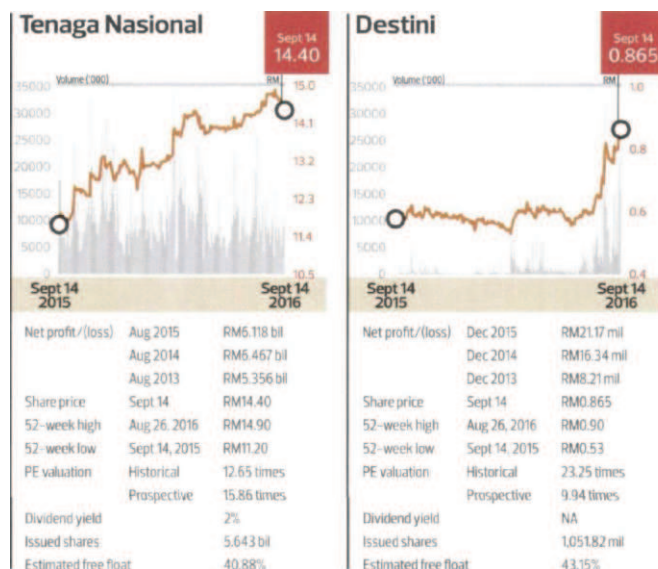 Tenaga Nasional
Sept 14
14.40
Volume ('000)
RM
35000
30000
25000
20000
15000
10000
5000
0
15.0
14.1
13.2
12.3
11.4
10.5
Sept 14
2015
Sept 14
2016
Net profit/(loss) Aug 2015 RM6.118 bil
Aug 2014 RM6.467 bil
Aug 2013 RM5.356 bil
Share price Sept 14 RM14.40
52-week high Aug 26, 2016 RM14.90
52-week low Sept 14, 2015 RM11.20
PE valuation Historical 12.65 times
Prospective 15.86 times
Dividend yield 2%
Issued shares 5.643 bil
Estimated free float 40.88%
Destini
Sept 14
0.865
Volume ('000)
RM
35000
30000
25000
20000
15000
10000
5000
0
1.0
0.8
0.6
0.4
Sept 14
2015
Sept 14
2016
Net profit/(loss) Dec 2015 RM21.17 mil
Dec 2014 RM16.34 mil
Dec 2013 RM8.21 mil
Share price Sept 14 RM0.865
52-week high Aug 26, 2016 RM0.90
52-week low Sept 14, 2015 RM0.53
PE valuation Historical 23.25 times
Prospective 9.94 times
Dividend yield NA
Issued shares 1,051.82 mil
Estimated free float 43.15%